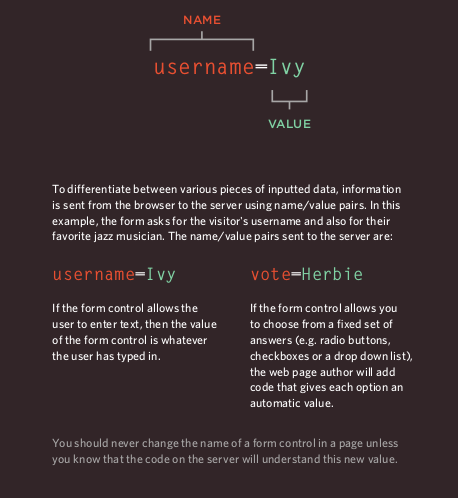 NAME
username=Ivy
VALUE
To differentiate between various pieces of inputted data, information
is sent from the browser to the server using name/value pairs. In this
example, the form asks for the visitor's username and also for their
favorite jazz musician. The name/value pairs sent to the server are:
username=Ivy
If the form control allows the
user to enter text, then the value
of the form control is whatever
the user has typed in.
vote=Herbie
If the form control allows you
to choose from a fixed set of
answers (e.g. radio buttons,
checkboxes or a drop down list),
the web page author will add
code that gives each option an
automatic value.
You should never change the name of a form control in a page unless
you know that the code on the server will understand this new value.